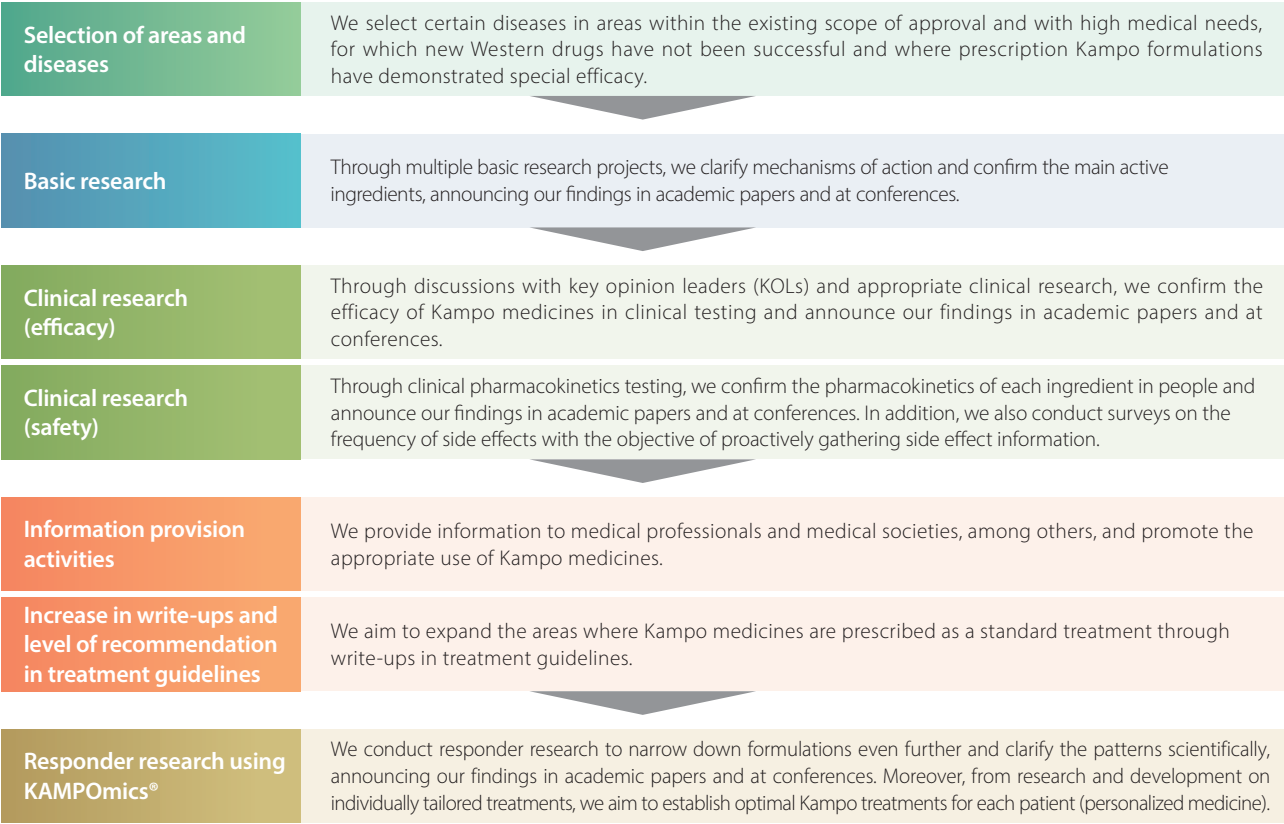 Selection of areas and
diseases
We select certain diseases in areas within the existing scope of approval and with high medical needs,
for which new Western drugs have not been successful and where prescription Kampo formulations
have demonstrated special efficacy.
Basic research
Through multiple basic research projects, we clarify mechanisms of action and confirm the main active
ingredients, announcing our findings in academic papers and at conferences.
Clinical research
(efficacy)
Through discussions with key opinion leaders (KOLs) and appropriate clinical research, we confirm the
efficacy of Kampo medicines in clinical testing and announce our findings in academic papers and at
conferences.
Clinical research
(safety)
Through clinical pharmacokinetics testing, we confirm the pharmacokinetics of each ingredient in people and
announce our findings in academic papers and at conferences. In addition, we also conduct surveys on the
frequency of side effects with the objective of proactively gathering side effect information.
Information provision
activities
We provide information to medical professionals and medical societies, among others, and promote the
appropriate use of Kampo medicines.
Increase in write-ups and
level of recommendation
in treatment guidelines
We aim to expand the areas where Kampo medicines are prescribed as a standard treatment through
write-ups in treatment guidelines.
Responder research using
KAMPOmics®
We conduct responder research to narrow down formulations even further and clarify the patterns scientifically,
announcing our findings in academic papers and at conferences. Moreover, from research and development on
individually tailored treatments, we aim to establish optimal Kampo treatments for each patient (personalized medicine).